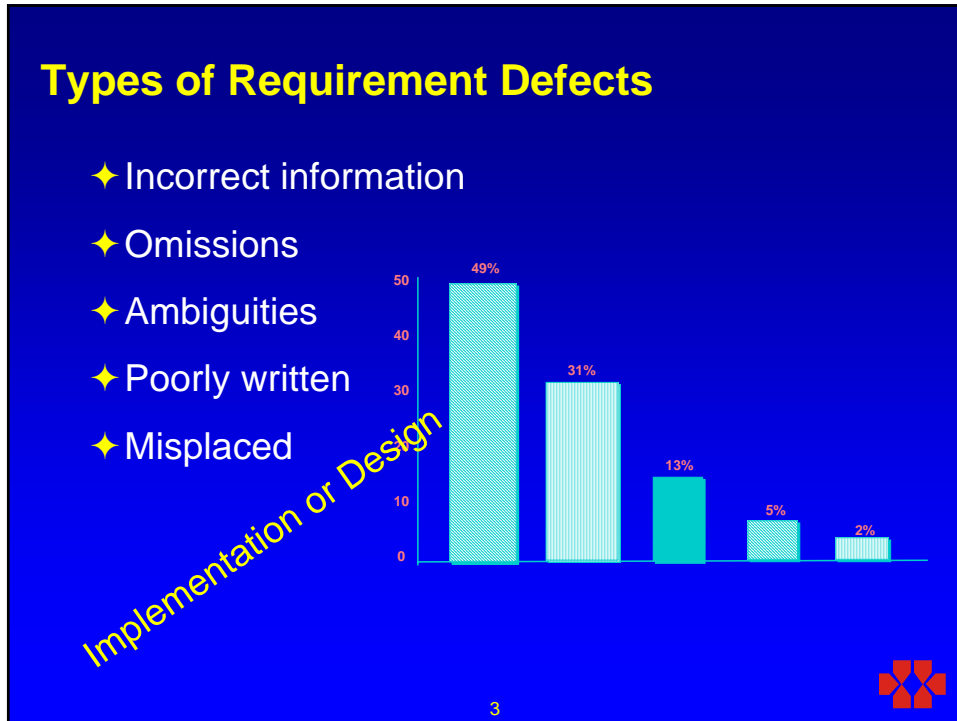 Types of Requirement Defects
✦ Incorrect information
✦ Omissions
✦ Ambiguities
✦ Poorly written
✦ Misplaced
Implementation or Design
50
40
30
20
10
0
49%
31%
13%
5%
2%
3